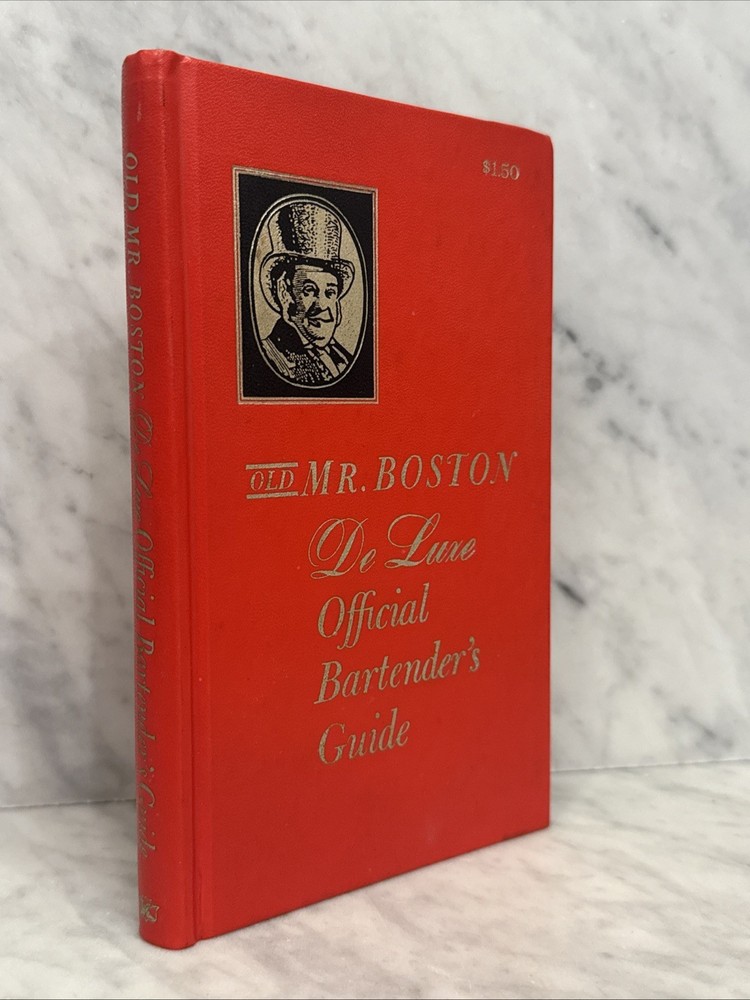 $1.50
OLD MR. BOSTON
De Luxe
Official
Bartender's
Guide
OLD MR. BOSTON De Luxe Official Bartender's Guide